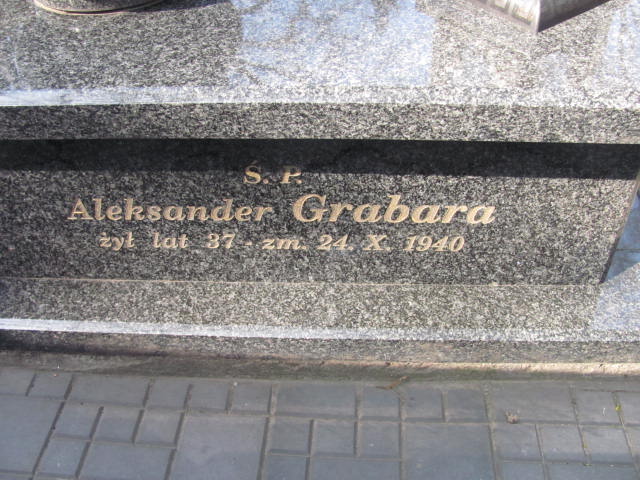 Ś. P.
Aleksander Grabara
żył lat 37 - zm. 24. X. 1940